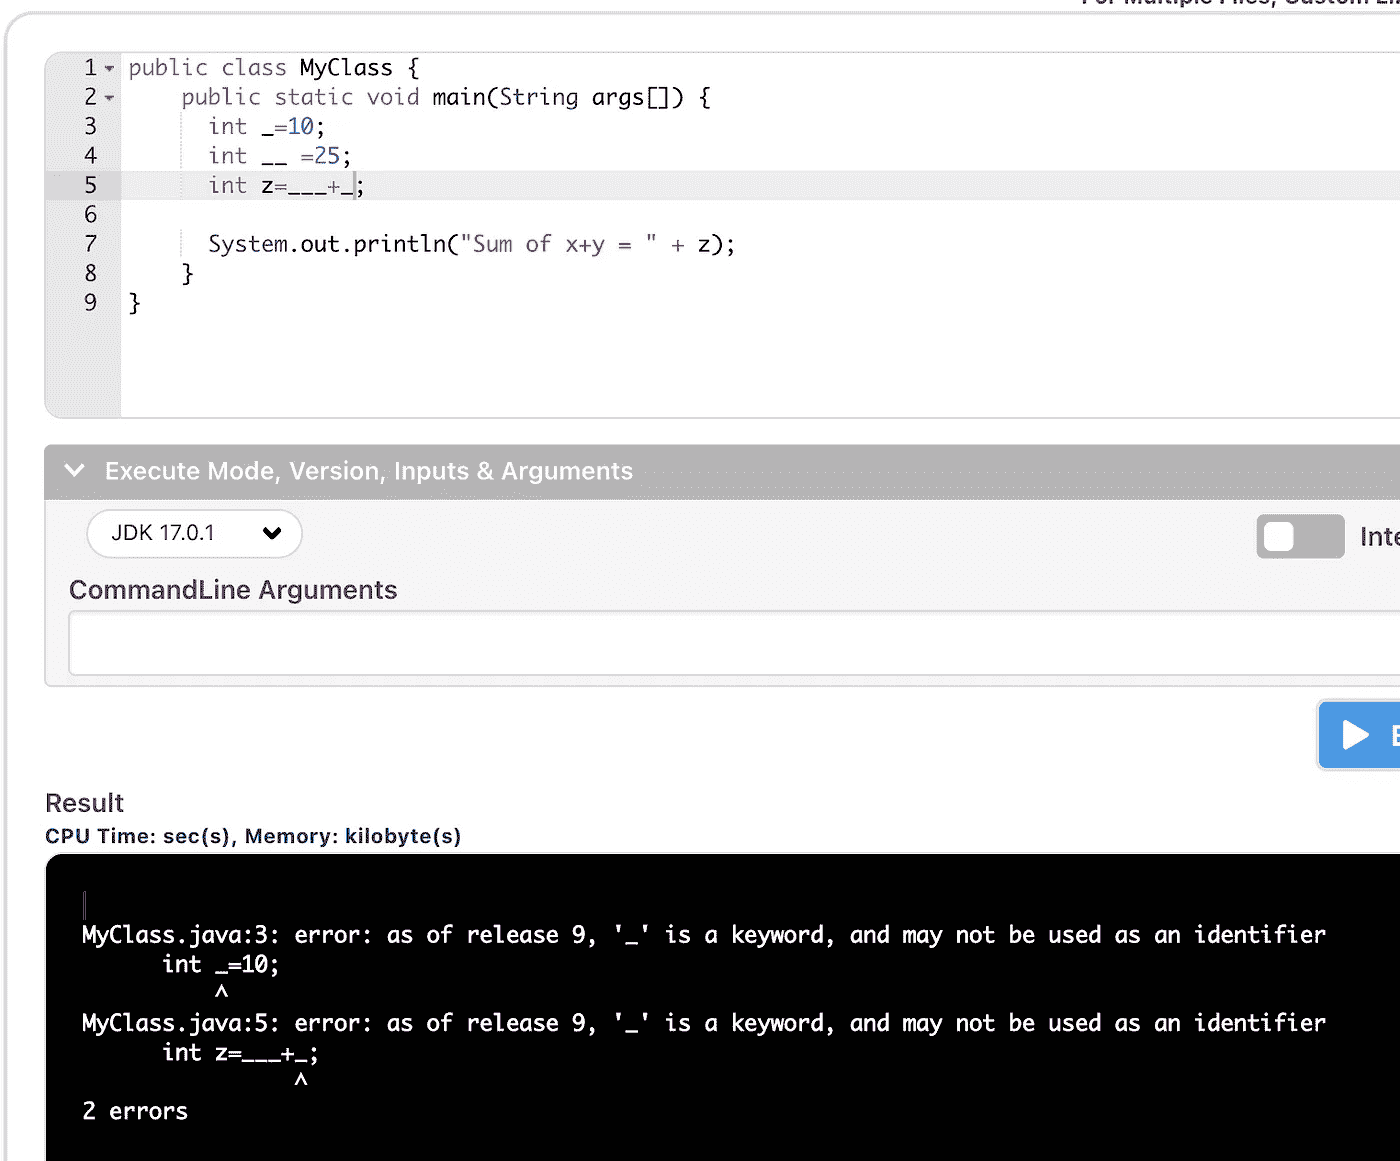 1 public class MyClass {
2 public static void main(String args[]) {
3 int _=10;
4 int __ =25;
5 int z=___+_;
6
7 System.out.println("Sum of x+y = " + z);
8 }
9 }
Execute Mode, Version, Inputs & Arguments
JDK 17.0.1
CommandLine Arguments
Result
CPU Time: sec(s), Memory: kilobyte(s)
MyClass.java:3: error: as of release 9, '_' is a keyword, and may not be used as an identifier
int _=10;
^
MyClass.java:5: error: as of release 9, '_' is a keyword, and may not be used as an identifier
int z=___+_;
^
2 errors